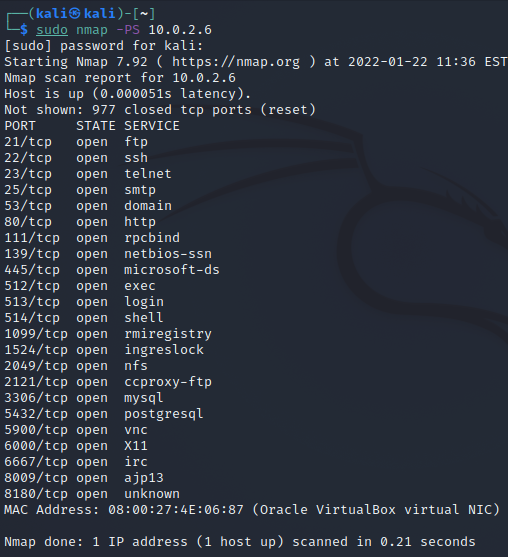 ┌──(kali㉿kali)-[~]
└─$ sudo nmap -PS 10.0.2.6
[sudo] password for kali:
Starting Nmap 7.92 ( https://nmap.org ) at 2022-01-22 11:36 EST
Nmap scan report for 10.0.2.6
Host is up (0.000051s latency).
Not shown: 977 closed tcp ports (reset)
PORT     STATE SERVICE
21/tcp   open  ftp
22/tcp   open  ssh
23/tcp   open  telnet
25/tcp   open  smtp
53/tcp   open  domain
80/tcp   open  http
111/tcp  open  rpcbind
139/tcp  open  netbios-ssn
445/tcp  open  microsoft-ds
512/tcp  open  exec
513/tcp  open  login
514/tcp  open  shell
1099/tcp open  rmiregistry
1524/tcp open  ingreslock
2049/tcp open  nfs
2121/tcp open  ccproxy-ftp
3306/tcp open  mysql
5432/tcp open  postgresql
5900/tcp open  vnc
6000/tcp open  X11
6667/tcp open  irc
8009/tcp open  ajp13
8180/tcp open  unknown
MAC Address: 08:00:27:4E:06:87 (Oracle VirtualBox virtual NIC)
Nmap done: 1 IP address (1 host up) scanned in 0.21 seconds